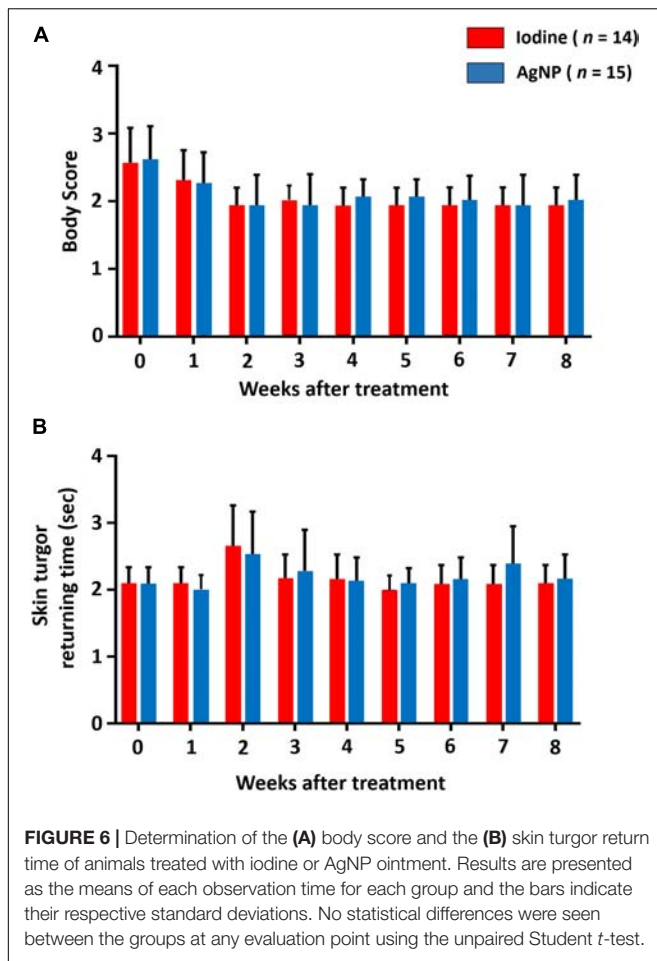 A
Iodine ( n = 14)
AgNP ( n = 15)
4
3
2
1
0
Body Score
0 1 2 3 4 5 6 7 8
Weeks after treatment
B
4
3
2
1
0
Skin turgor
returning time (sec)
0 1 2 3 4 5 6 7 8
Weeks after treatment
FIGURE 6 | Determination of the (A) body score and the (B) skin turgor return
time of animals treated with iodine or AgNP ointment. Results are presented
as the means of each observation time for each group and the bars indicate
their respective standard deviations. No statistical differences were seen
between the groups at any evaluation point using the unpaired Student t-test.